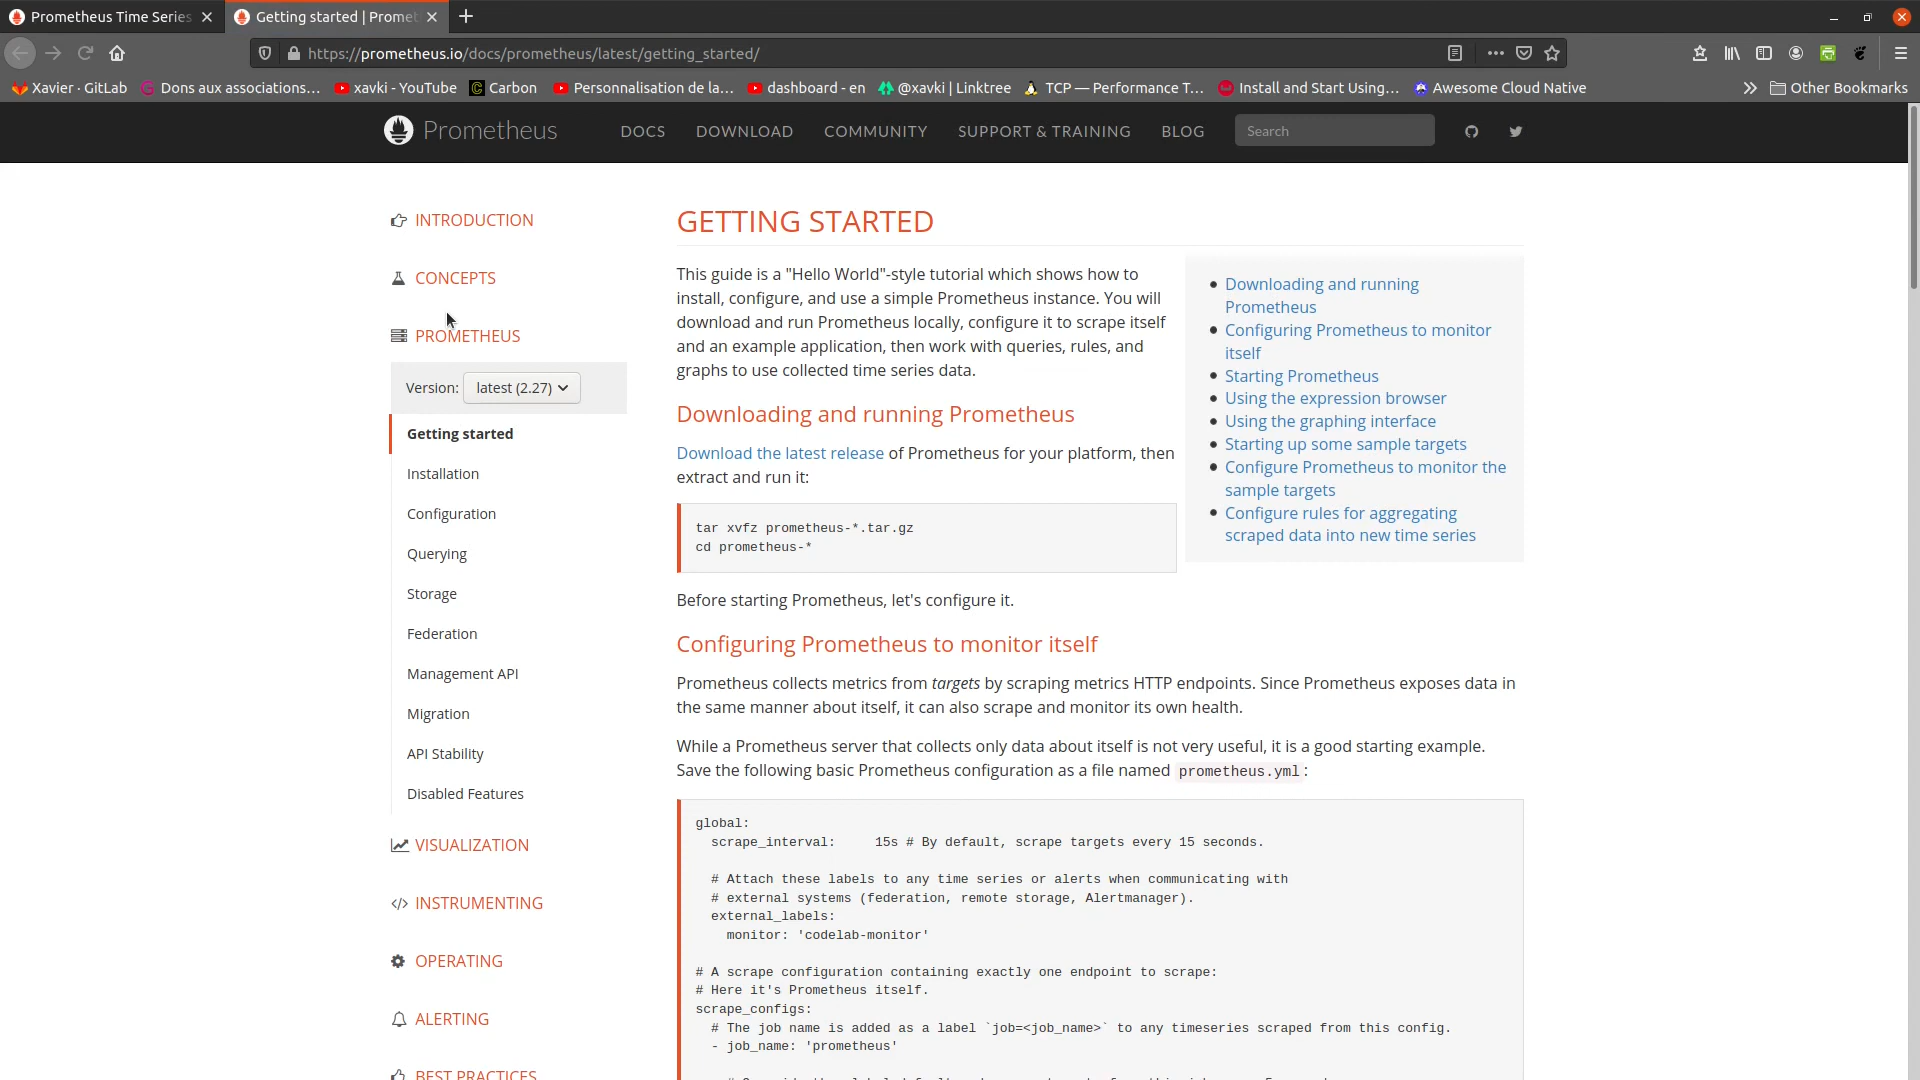 Prometheus Time Series
Getting started | Promet
https://prometheus.io/docs/prometheus/latest/getting_started/
Xavier · GitLab
Dons aux associations…
xavki - YouTube
Carbon
Personnalisation de la…
dashboard - en
@xavki | Linktree
TCP — Performance T…
Install and Start Using…
Awesome Cloud Native
Other Bookmarks
Prometheus
DOCS
DOWNLOAD
COMMUNITY
SUPPORT & TRAINING
BLOG
Search
INTRODUCTION
CONCEPTS
PROMETHEUS
Version: latest (2.27)
Getting started
Installation
Configuration
Querying
Storage
Federation
Management API
Migration
API Stability
Disabled Features
VISUALIZATION
INSTRUMENTING
OPERATING
ALERTING
BEST PRACTICES
GETTING STARTED
This guide is a "Hello World"-style tutorial which shows how to
install, configure, and use a simple Prometheus instance. You will
download and run Prometheus locally, configure it to scrape itself
and an example application, then work with queries, rules, and
graphs to use collected time series data.
Downloading and running
Prometheus
Configuring Prometheus to monitor
itself
Starting Prometheus
Using the expression browser
Using the graphing interface
Starting up some sample targets
Configure Prometheus to monitor the
sample targets
Configure rules for aggregating
scraped data into new time series
Downloading and running Prometheus
Download the latest release of Prometheus for your platform, then
extract and run it:
tar xvfz prometheus-*.tar.gz
cd prometheus-*
Before starting Prometheus, let's configure it.
Configuring Prometheus to monitor itself
Prometheus collects metrics from targets by scraping metrics HTTP endpoints. Since Prometheus exposes data in
the same manner about itself, it can also scrape and monitor its own health.
While a Prometheus server that collects only data about itself is not very useful, it is a good starting example.
Save the following basic Prometheus configuration as a file named prometheus.yml:
global:
scrape_interval:     15s # By default, scrape targets every 15 seconds.
# Attach these labels to any time series or alerts when communicating with
# external systems (federation, remote storage, Alertmanager).
external_labels:
monitor: 'codelab-monitor'
# A scrape configuration containing exactly one endpoint to scrape:
# Here it's Prometheus itself.
scrape_configs:
# The job name is added as a label `job=<job_name>` to any timeseries scraped from this config.
- job_name: 'prometheus'